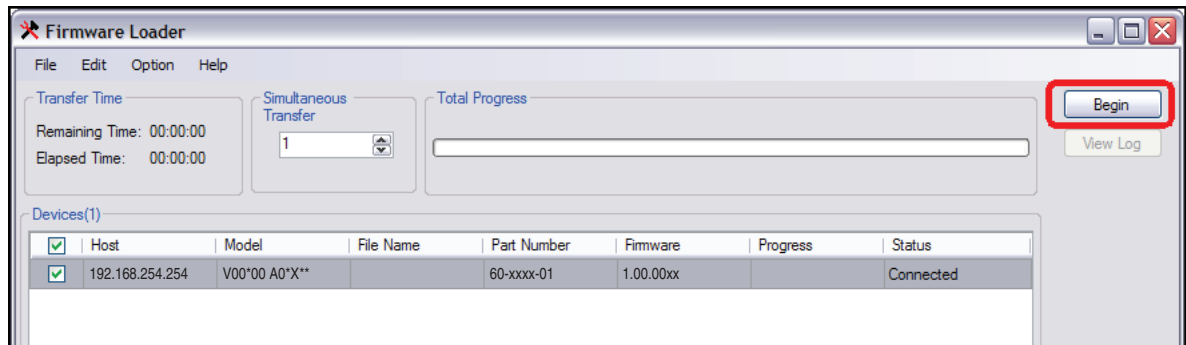 Firmware Loader
File Edit Option Help
Transfer Time
Remaining Time: 00:00:00
Elapsed Time: 00:00:00
Simultaneous
Transfer
1
Total Progress
Begin
View Log
Devices(1)
Host Model File Name Part Number Firmware Progress Status
192.168.254.254 V00*00 A0*X** 60-xxxx-01 1.00.00xx Connected